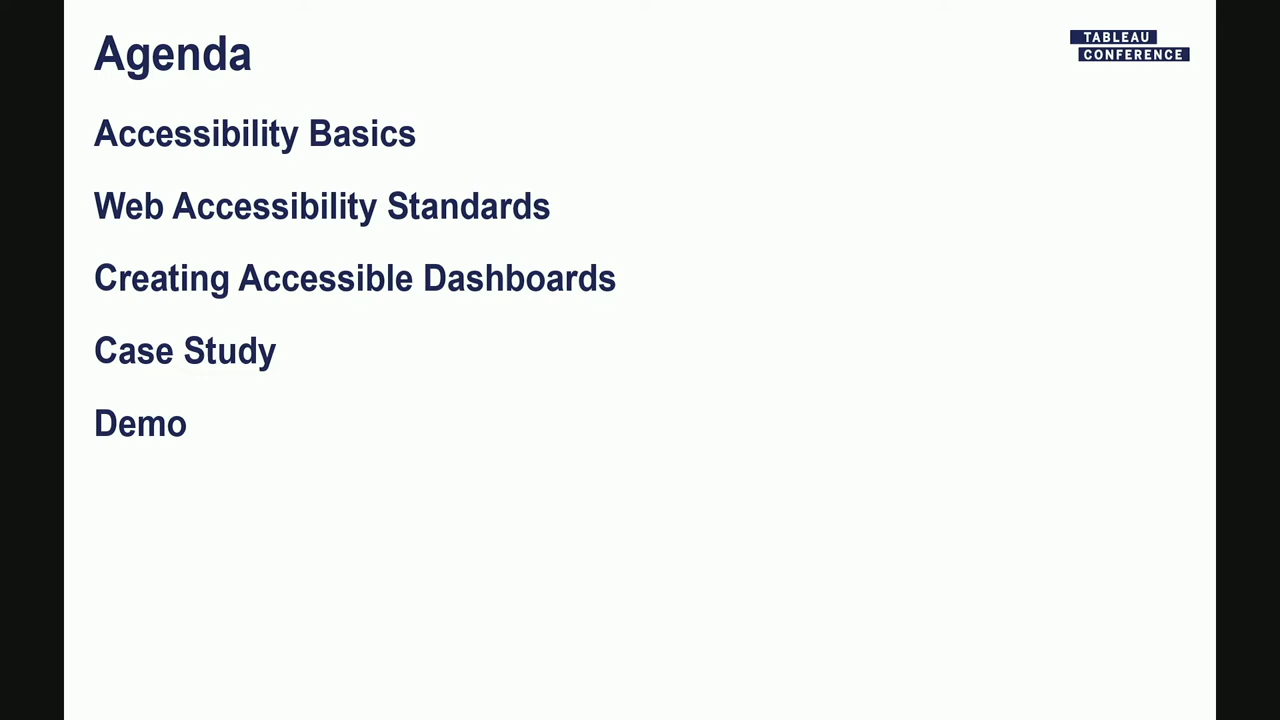 Agenda
TABLEAU
CONFERENCE
Accessibility Basics
Web Accessibility Standards
Creating Accessible Dashboards
Case Study
Demo